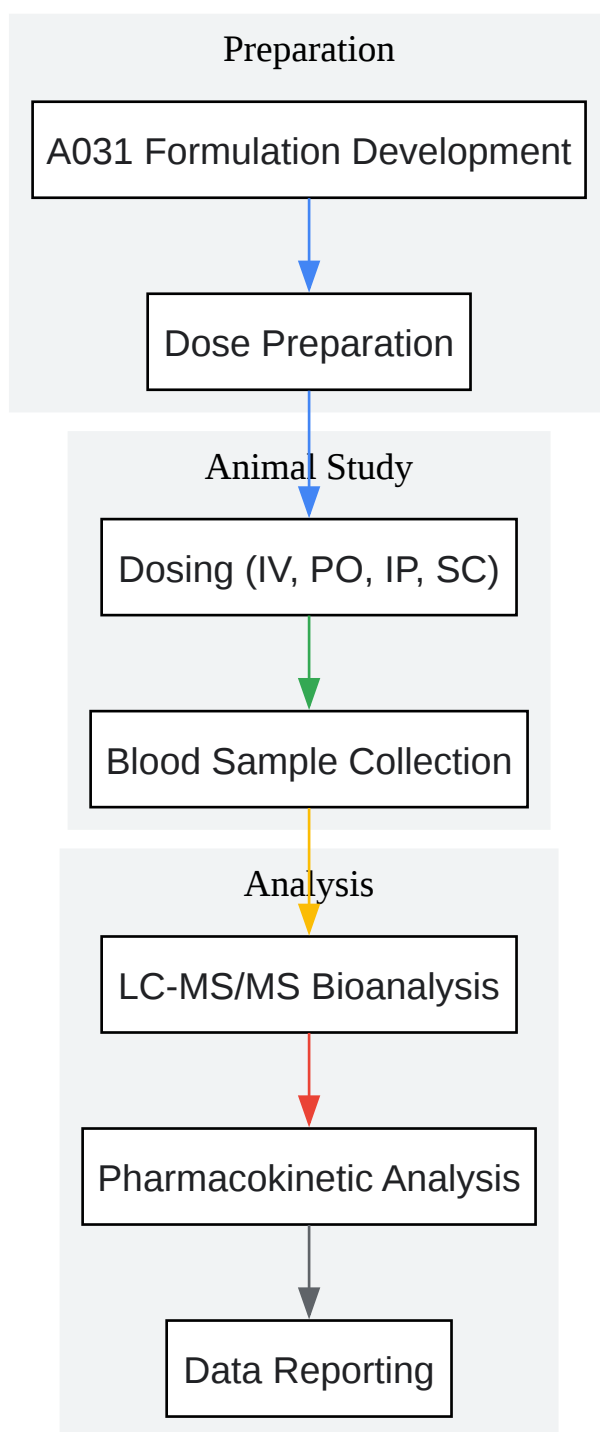 Preparation
A031 Formulation Development
Dose Preparation
Animal Study
Dosing (IV, PO, IP, SC)
Blood Sample Collection
Analysis
LC-MS/MS Bioanalysis
Pharmacokinetic Analysis
Data Reporting